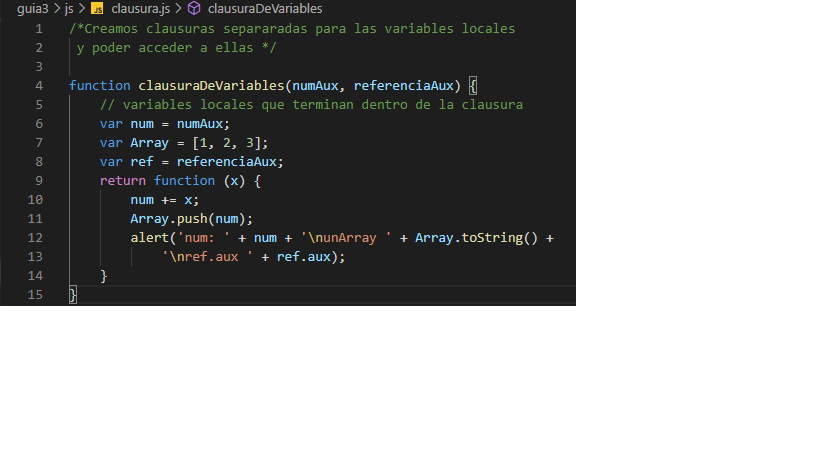 guia3 > js > JS clausura.js > clausuraDeVariables
1 /*Creamos clausuras separaradas para las variables locales
2 y poder acceder a ellas */
3
4 function clausuraDeVariables(numAux, referenciaAux) {
5 // variables locales que terminan dentro de la clausura
6 var num = numAux;
7 var Array = [1, 2, 3];
8 var ref = referenciaAux;
9 return function (x) {
10 num += x;
11 Array.push(num);
12 alert('num: ' + num + '\nunArray ' + Array.toString() +
13 '\nref.aux ' + ref.aux);
14 }
15 }